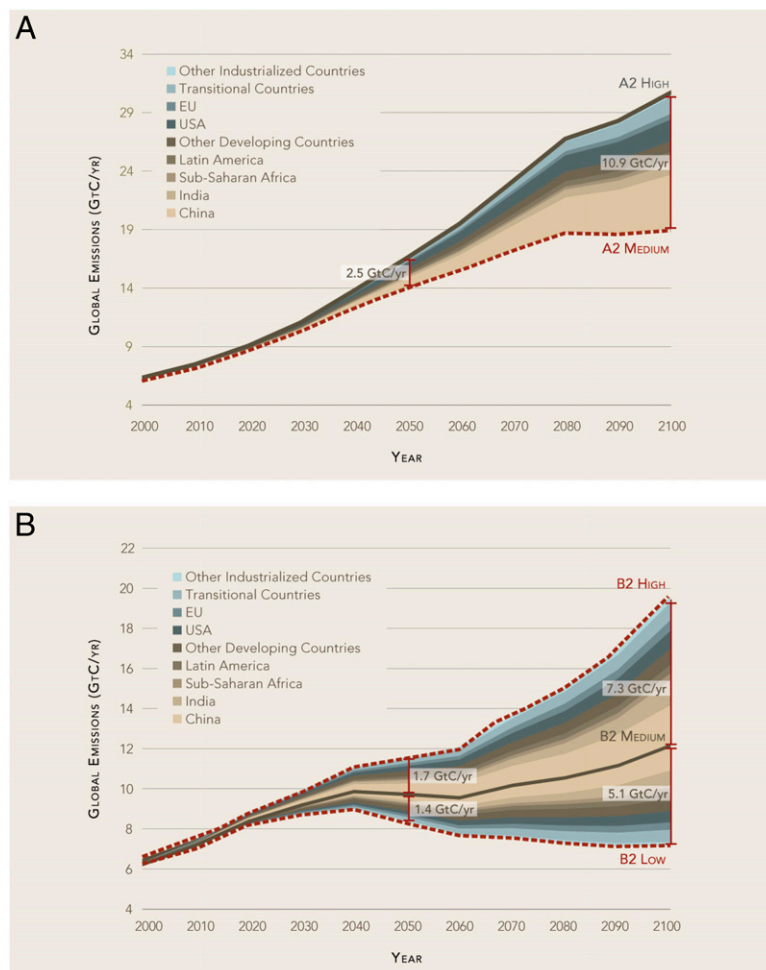 A
34
29
24
19
14
9
4
Global Emissions (GtC/yr)
Other Industrialized Countries
Transitional Countries
EU
USA
Other Developing Countries
Latin America
Sub-Saharan Africa
India
China
A2 High
10.9 GtC/yr
A2 Medium
2.5 GtC/yr
2000 2010 2020 2030 2040 2050 2060 2070 2080 2090 2100
Year
B
22
20
18
16
14
12
10
8
6
4
Global Emissions (GtC/yr)
Other Industrialized Countries
Transitional Countries
EU
USA
Other Developing Countries
Latin America
Sub-Saharan Africa
India
China
B2 High
7.3 GtC/yr
B2 Medium
1.7 GtC/yr
1.4 GtC/yr
5.1 GtC/yr
B2 Low
2000 2010 2020 2030 2040 2050 2060 2070 2080 2090 2100
Year